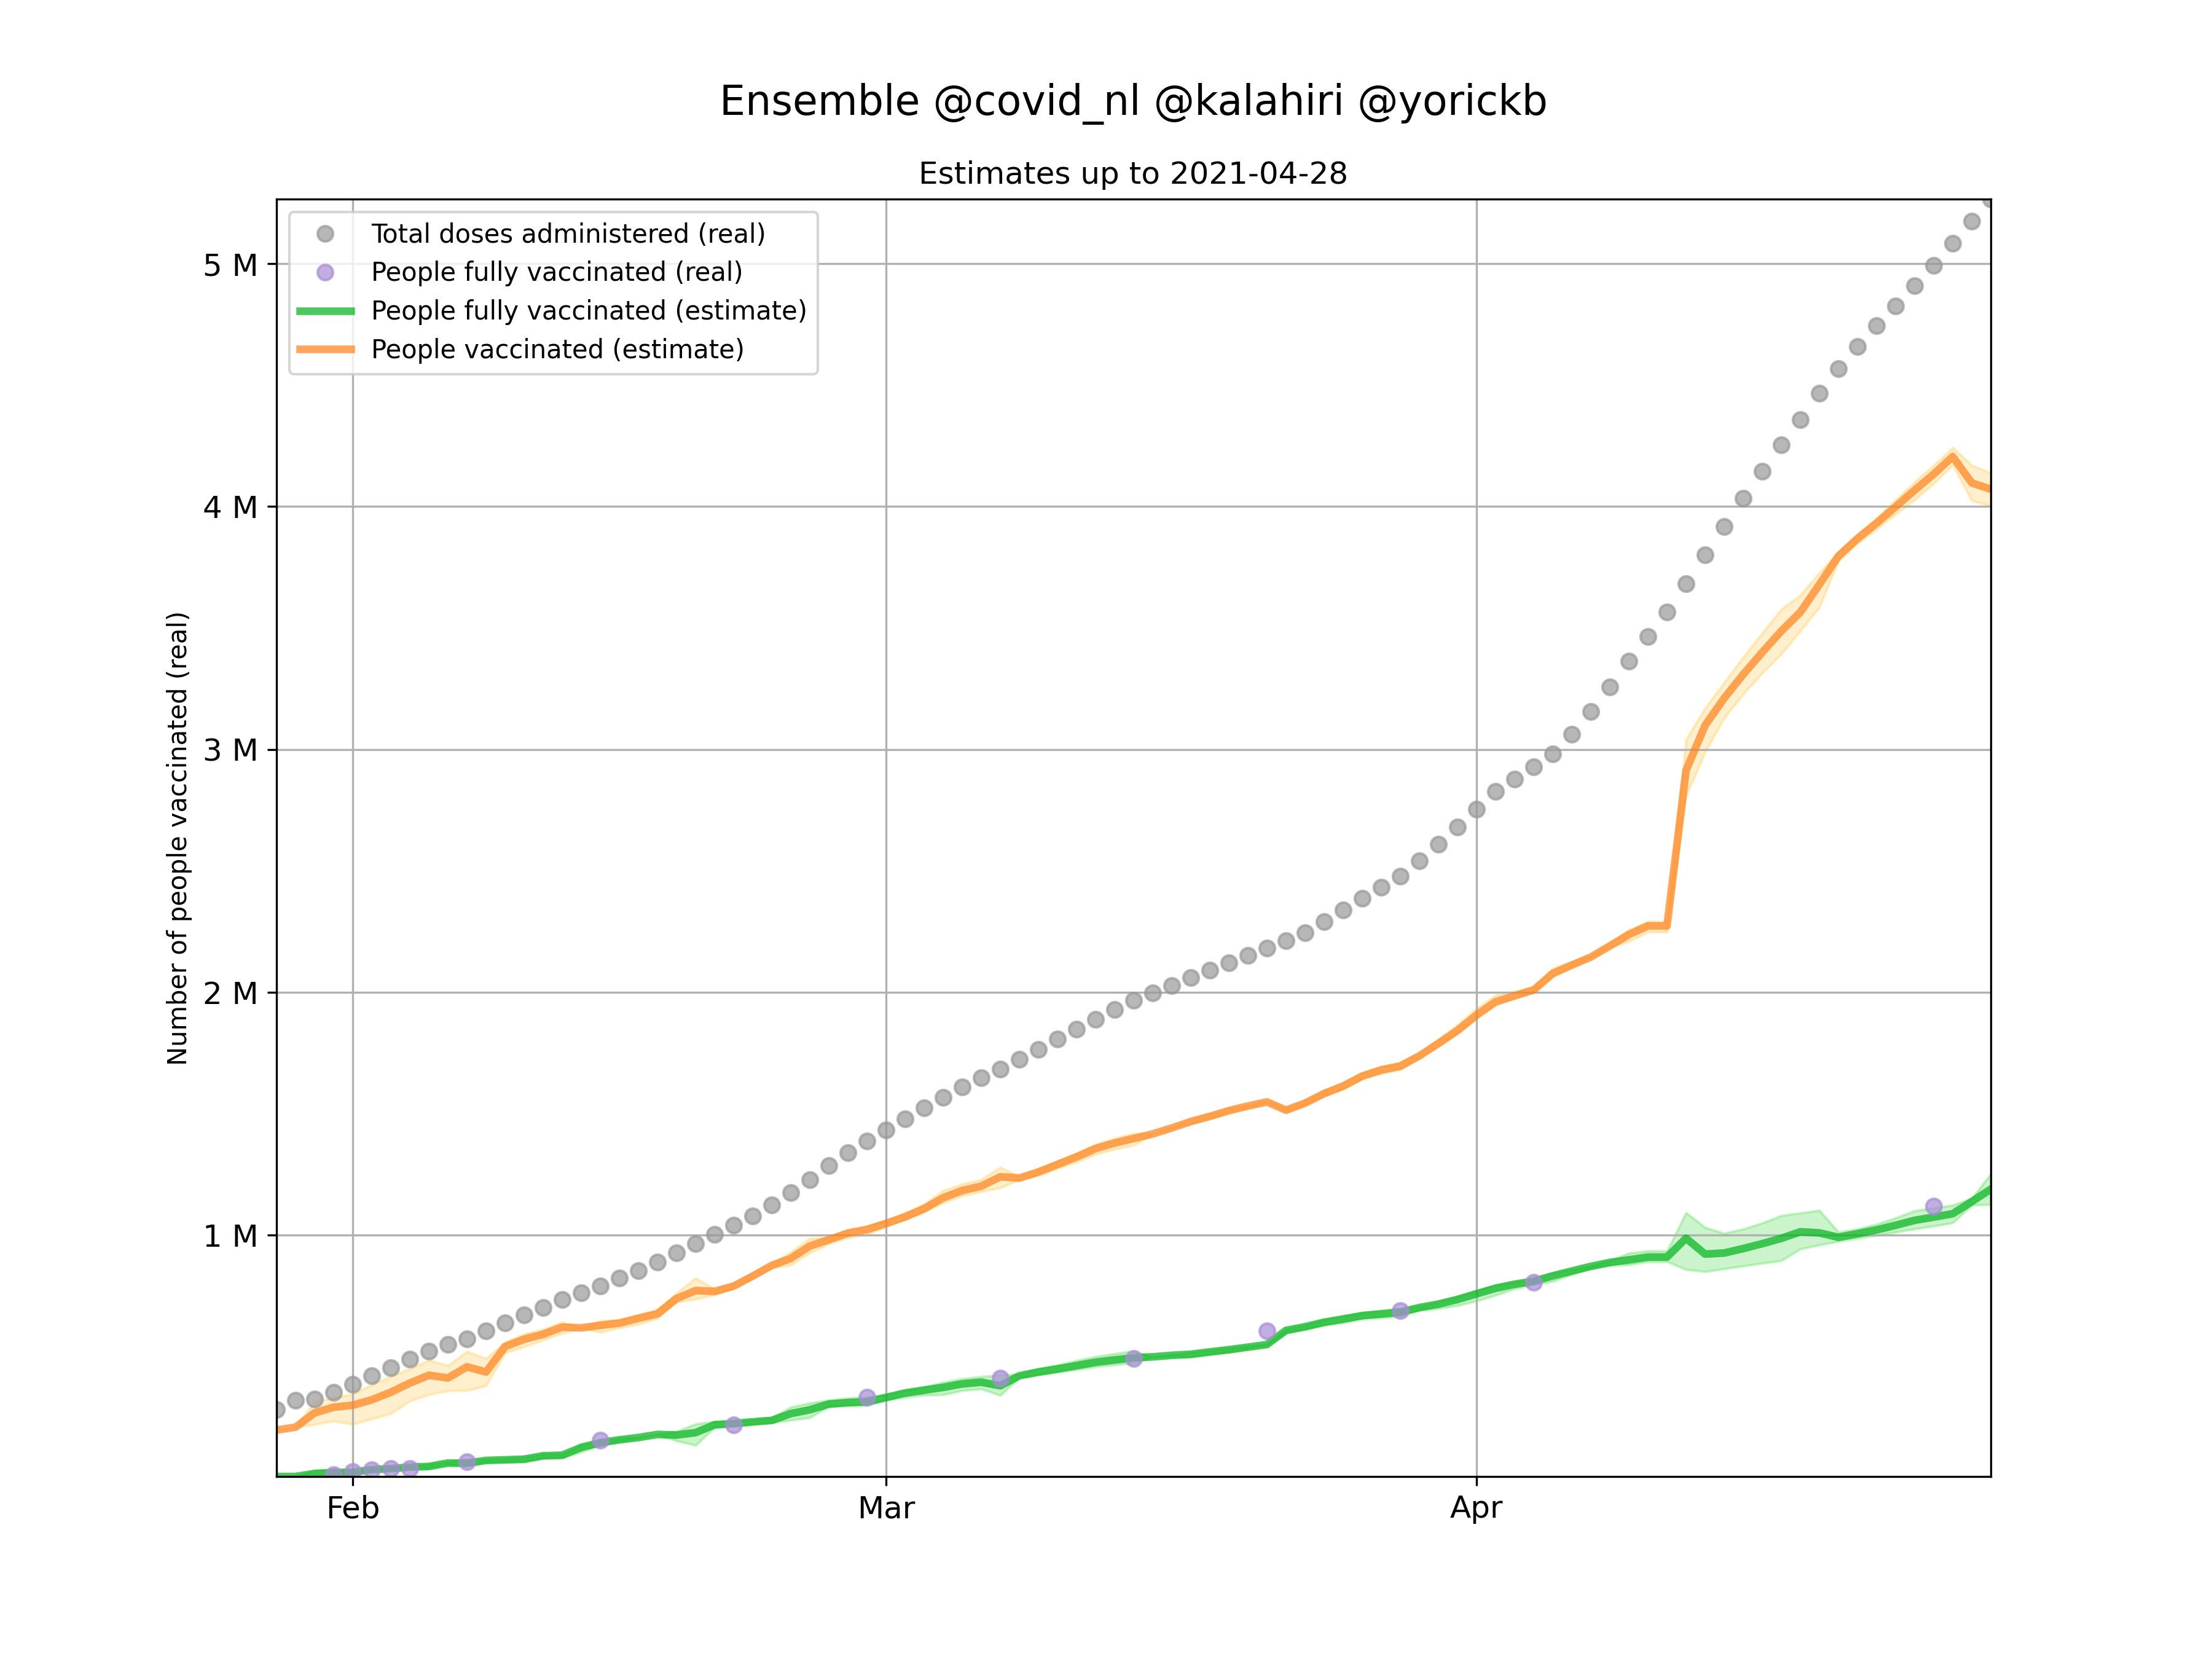 Ensemble @covid_nl @kalahiri @yorickb
Estimates up to 2021-04-28
Total doses administered (real)
People fully vaccinated (real)
People fully vaccinated (estimate)
People vaccinated (estimate)
Number of people vaccinated (real)
5 M
4 M
3 M
2 M
1 M
Feb
Mar
Apr